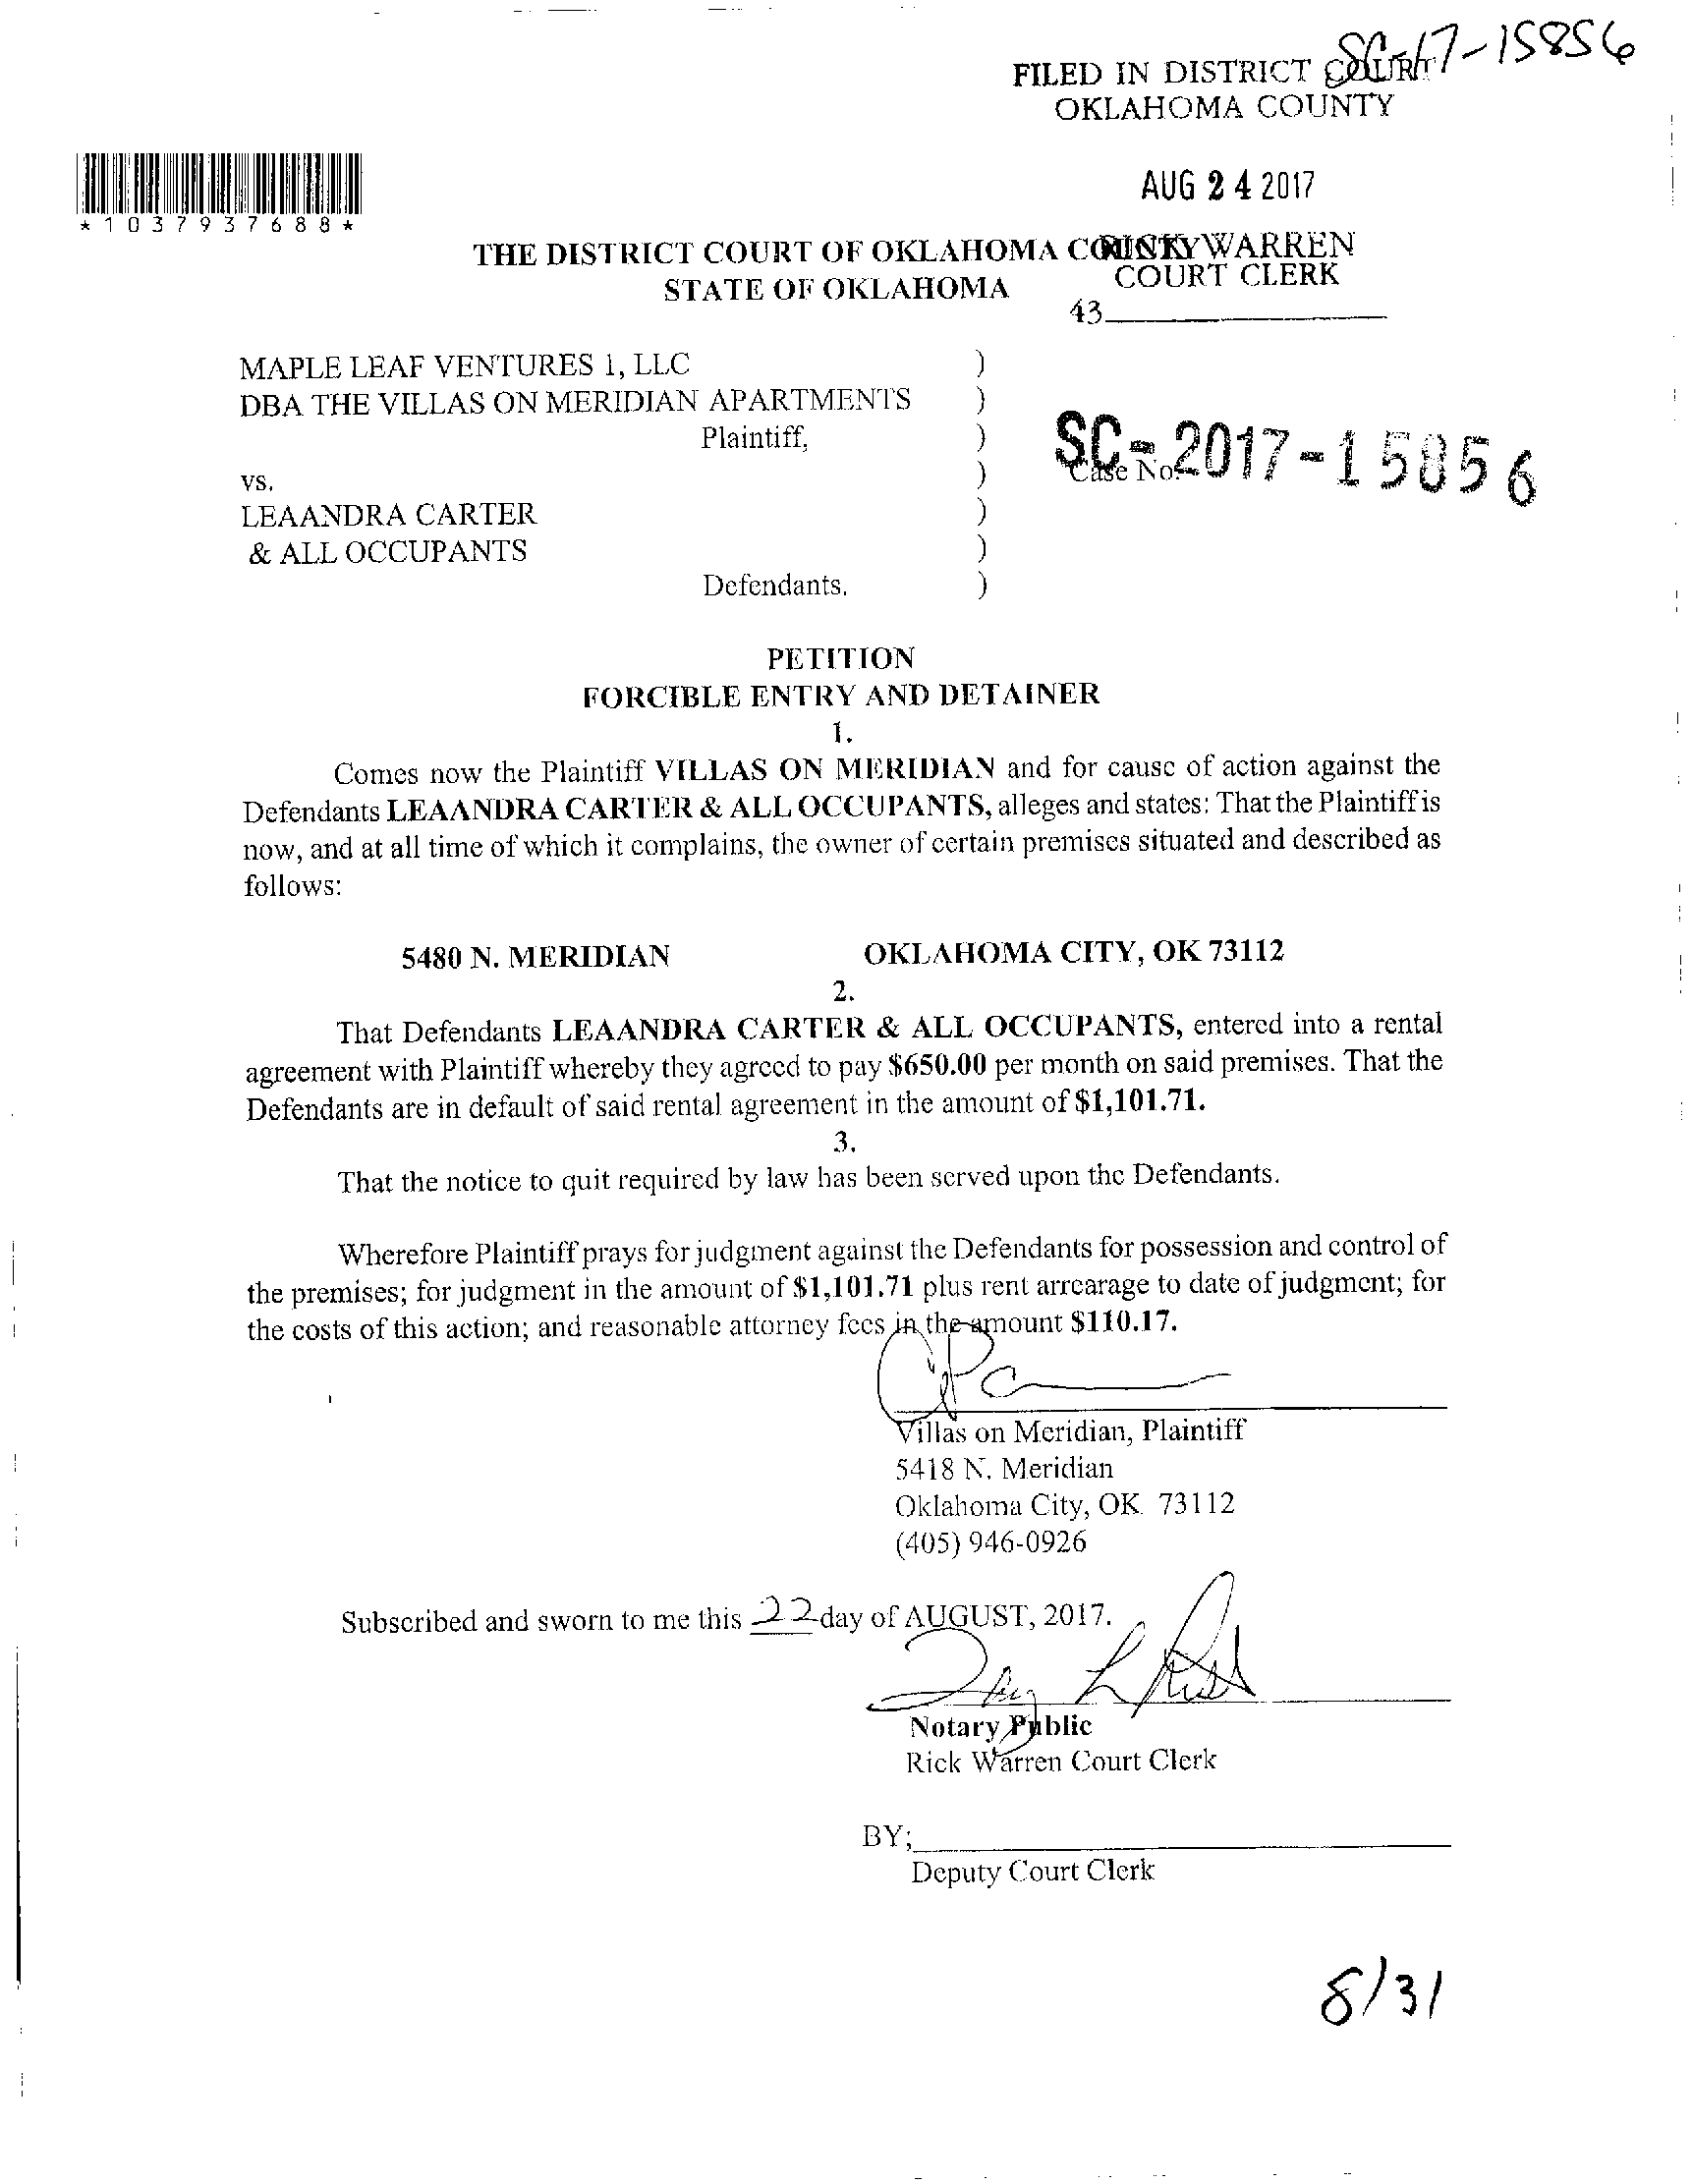 SC-17-15856
FILED IN DISTRICT COURT
OKLAHOMA COUNTY
AUG 24 2017
*1037937688*
THE DISTRICT COURT OF OKLAHOMA COUNTY
RICK WARREN
STATE OF OKLAHOMA
COURT CLERK
43
MAPLE LEAF VENTURES 1, LLC )
DBA THE VILLAS ON MERIDIAN APARTMENTS )
Plaintiff, )
SC-2017-15856
Case No.
vs. )
LEAANDRA CARTER )
& ALL OCCUPANTS )
Defendants. )
PETITION
FORCIBLE ENTRY AND DETAINER
1.
Comes now the Plaintiff VILLAS ON MERIDIAN and for cause of action against the
Defendants LEAANDRA CARTER & ALL OCCUPANTS, alleges and states: That the Plaintiff is
now, and at all time of which it complains, the owner of certain premises situated and described as
follows:
5480 N. MERIDIAN OKLAHOMA CITY, OK 73112
2.
That Defendants LEAANDRA CARTER & ALL OCCUPANTS, entered into a rental
agreement with Plaintiff whereby they agreed to pay $650.00 per month on said premises. That the
Defendants are in default of said rental agreement in the amount of $1,101.71.
3.
That the notice to quit required by law has been served upon the Defendants.
Wherefore Plaintiff prays for judgment against the Defendants for possession and control of
the premises; for judgment in the amount of $1,101.71 plus rent arrearage to date of judgment; for
the costs of this action; and reasonable attorney fees in the amount $110.17.
Villas on Meridian, Plaintiff
5418 N. Meridian
Oklahoma City, OK 73112
(405) 946-0926
Subscribed and sworn to me this 22 day of AUGUST, 2017.
Notary Public
Rick Warren Court Clerk
BY;
Deputy Court Clerk
8/31